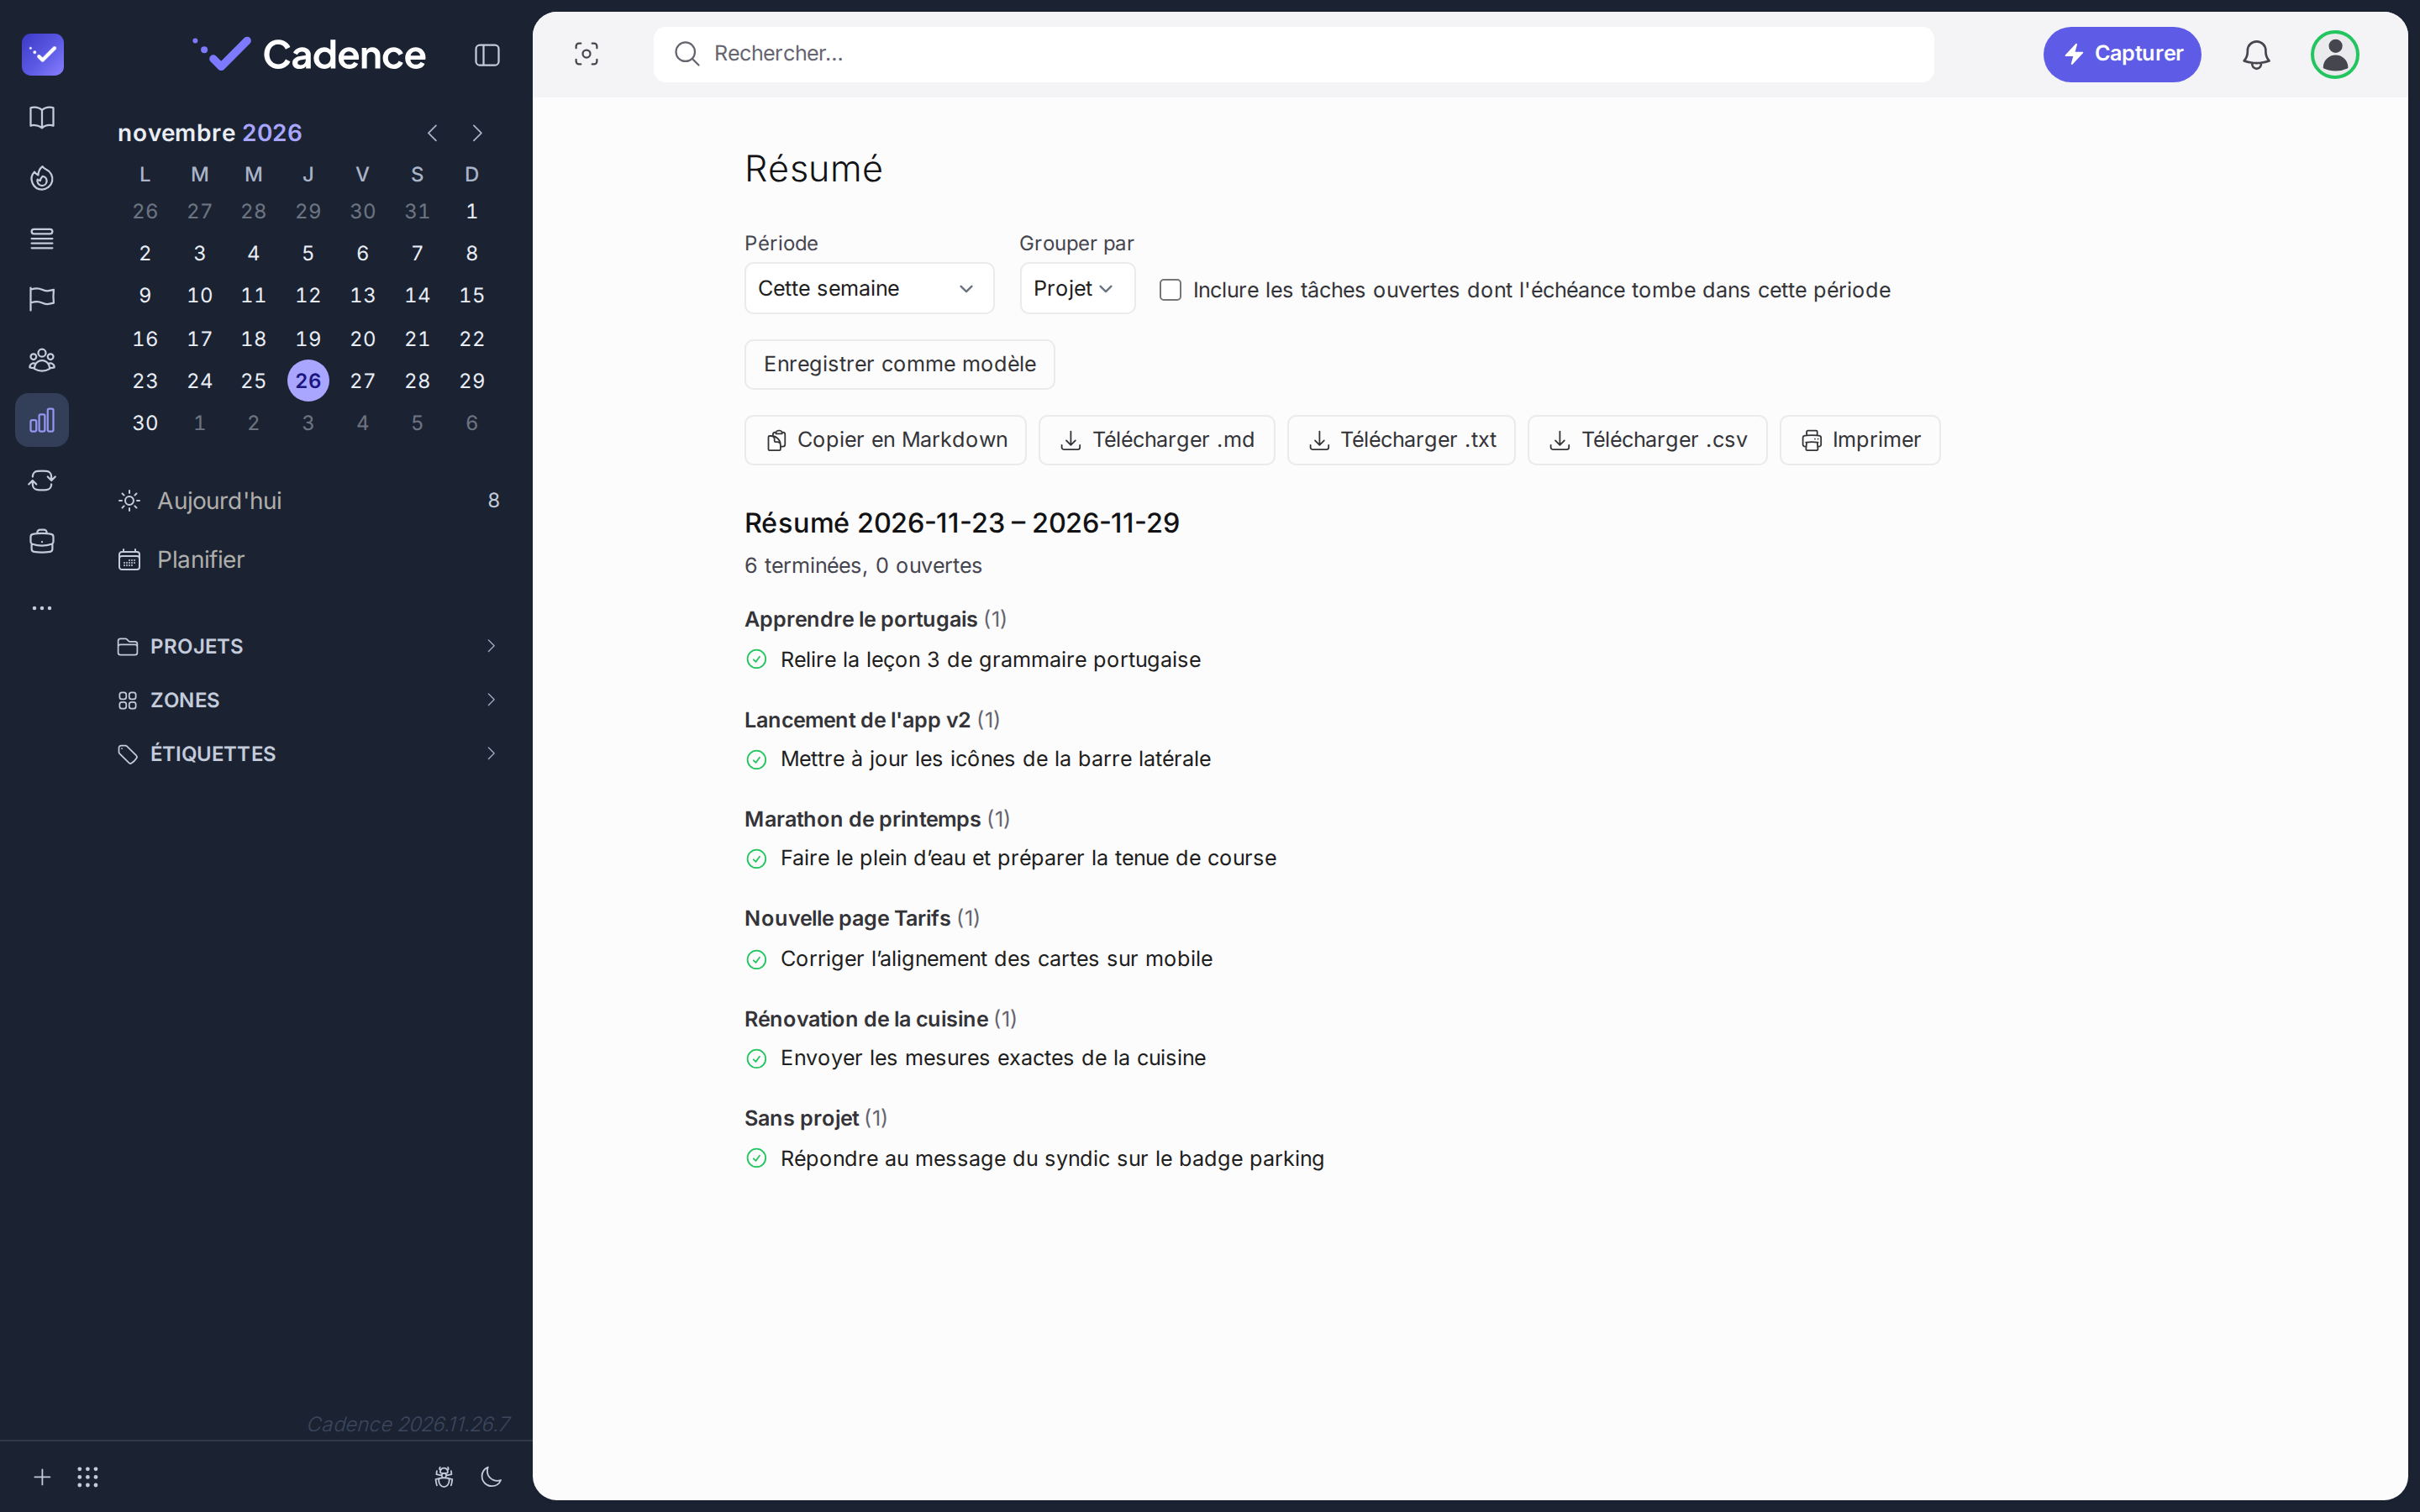 Cadence
Rechercher...
Capturer
novembre 2026
L M M J V S D
26 27 28 29 30 31 1
2 3 4 5 6 7 8
9 10 11 12 13 14 15
16 17 18 19 20 21 22
23 24 25 26 27 28 29
30 1 2 3 4 5 6
Aujourd'hui 8
Planifier
PROJETS
ZONES
ÉTIQUETTES
Cadence 2026.11.26.7
Résumé
Période
Grouper par
Cette semaine
Projet
Inclure les tâches ouvertes dont l'échéance tombe dans cette période
Enregistrer comme modèle
Copier en Markdown
Télécharger .md
Télécharger .txt
Télécharger .csv
Imprimer
Résumé 2026-11-23 – 2026-11-29
6 terminées, 0 ouvertes
Apprendre le portugais (1)
Relire la leçon 3 de grammaire portugaise
Lancement de l'app v2 (1)
Mettre à jour les icônes de la barre latérale
Marathon de printemps (1)
Faire le plein d’eau et préparer la tenue de course
Nouvelle page Tarifs (1)
Corriger l’alignement des cartes sur mobile
Rénovation de la cuisine (1)
Envoyer les mesures exactes de la cuisine
Sans projet (1)
Répondre au message du syndic sur le badge parking